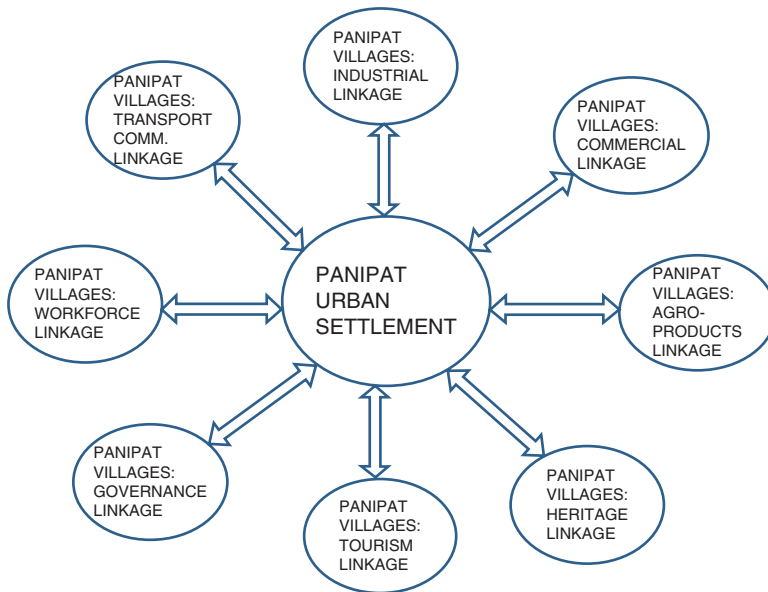 PANIPAT
VILLAGES:
INDUSTRIAL
LINKAGE
PANIPAT
VILLAGES:
TRANSPORT
COMM.
LINKAGE
PANIPAT
VILLAGES:
COMMERCIAL
LINKAGE
PANIPAT
VILLAGES:
WORKFORCE
LINKAGE
PANIPAT
URBAN
SETTLEMENT
PANIPAT
VILLAGES:
AGRO-
PRODUCTS
LINKAGE
PANIPAT
VILLAGES:
GOVERNANCE
LINKAGE
PANIPAT
VILLAGES:
TOURISM
LINKAGE
PANIPAT
VILLAGES:
HERITAGE
LINKAGE